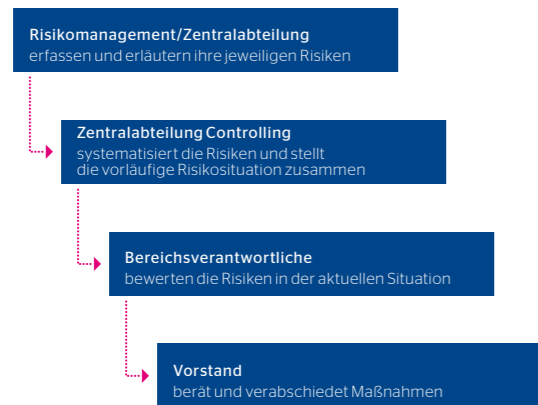 Risikomanagement/Zentralabteilung
erfassen und erläutern ihre jeweiligen Risiken
Zentralabteilung Controlling
systematisiert die Risiken und stellt
die vorläufige Risikosituation zusammen
Bereichsverantwortliche
bewerten die Risiken in der aktuellen Situation
Vorstand
berät und verabschiedet Maßnahmen